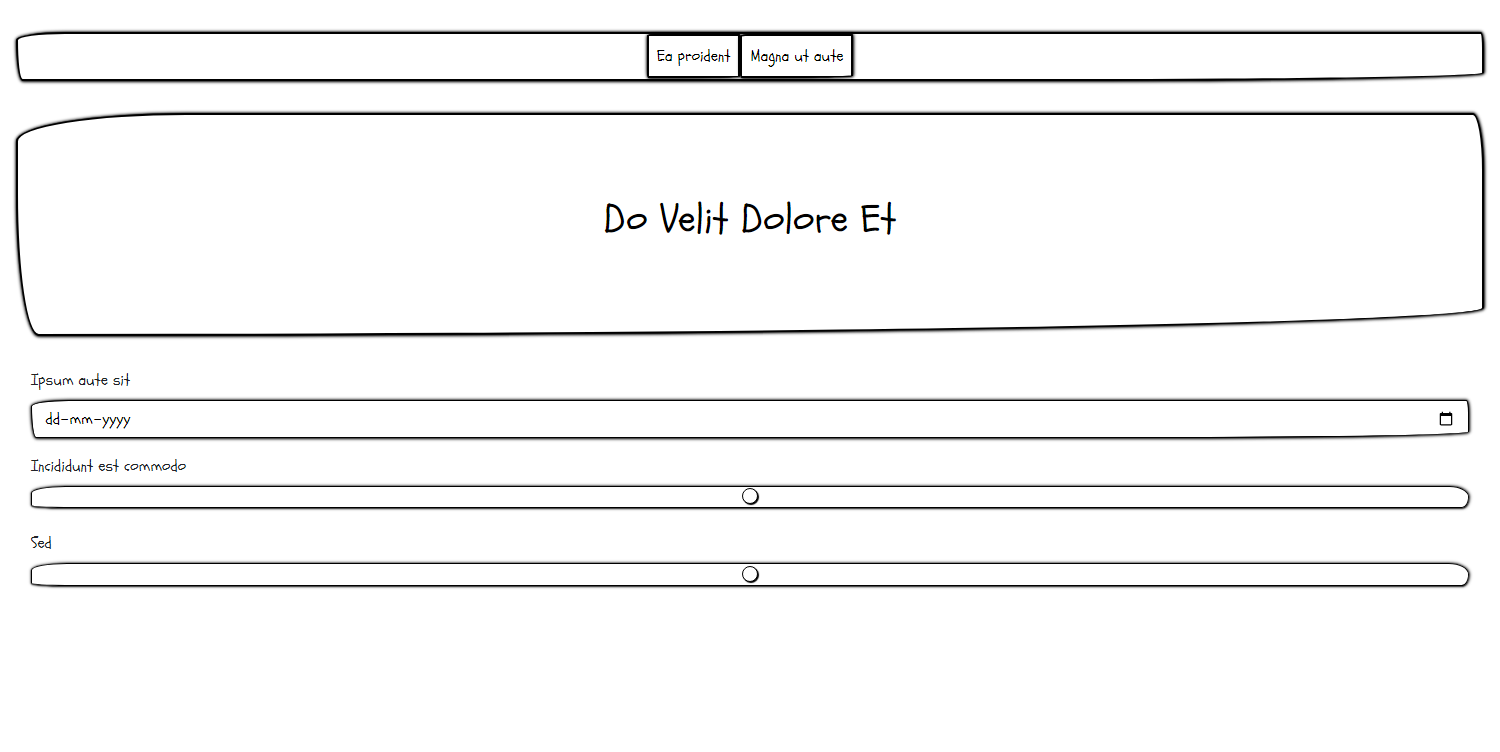 Ea proident Magna ut aute
Do Velit Dolore Et
Ipsum aute sit
dd-mm-yyyy
Incididunt est commodo
Sed